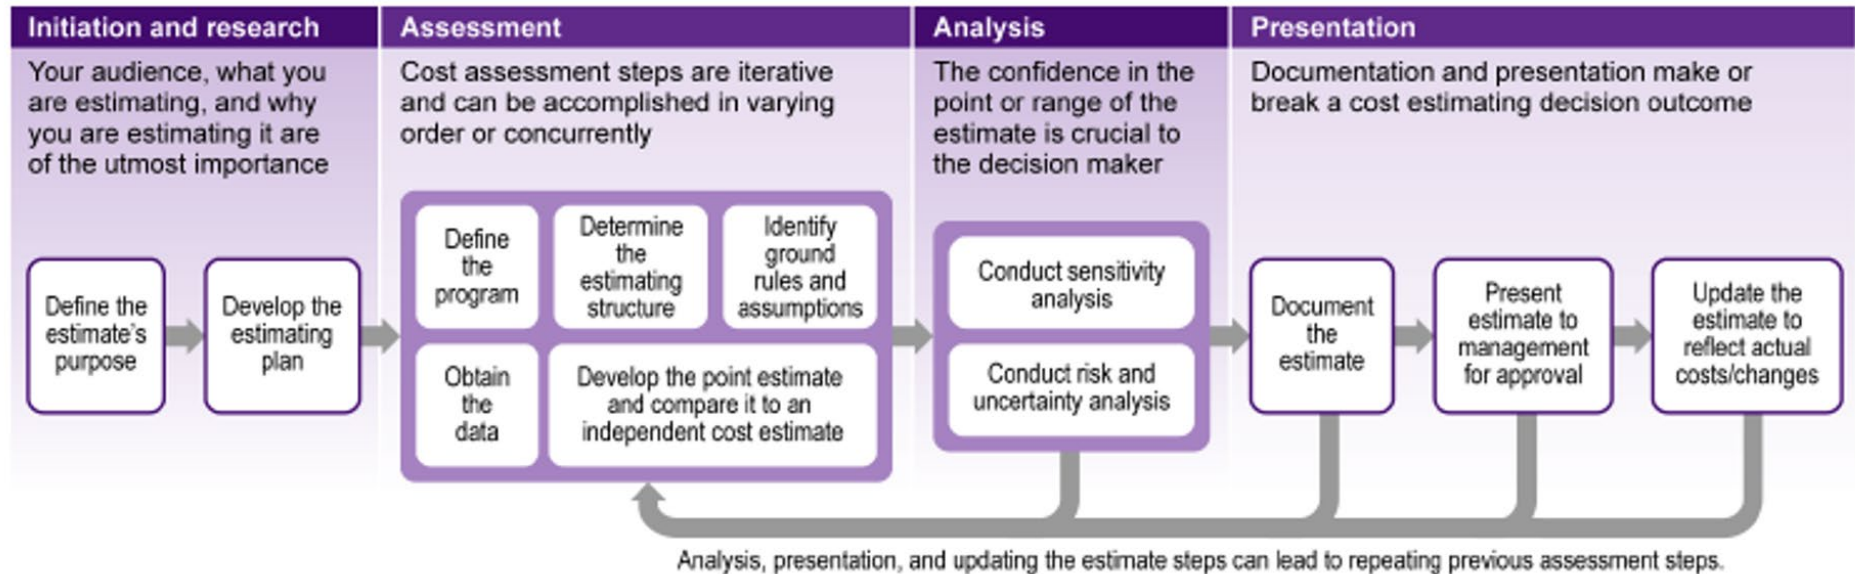 Initiation and research
Your audience, what you
are estimating, and why
you are estimating it are
of the utmost importance
Define the
estimate's
purpose
Develop the
estimating
plan
Assessment
Cost assessment steps are iterative
and can be accomplished in varying
order or concurrently
Define
the
program
Determine
the
estimating
structure
Identify
ground
rules and
assumptions
Obtain
the
data
Develop the point estimate
and compare it to an
independent cost estimate
Analysis
The confidence in the
point or range of the
estimate is crucial to
the decision maker
Conduct sensitivity
analysis
Conduct risk and
uncertainty analysis
Presentation
Documentation and presentation make or
break a cost estimating decision outcome
Document
the
estimate
Present
estimate to
management
for approval
Update the
estimate to
reflect actual
costs/changes
Analysis, presentation, and updating the estimate steps can lead to repeating previous assessment steps.